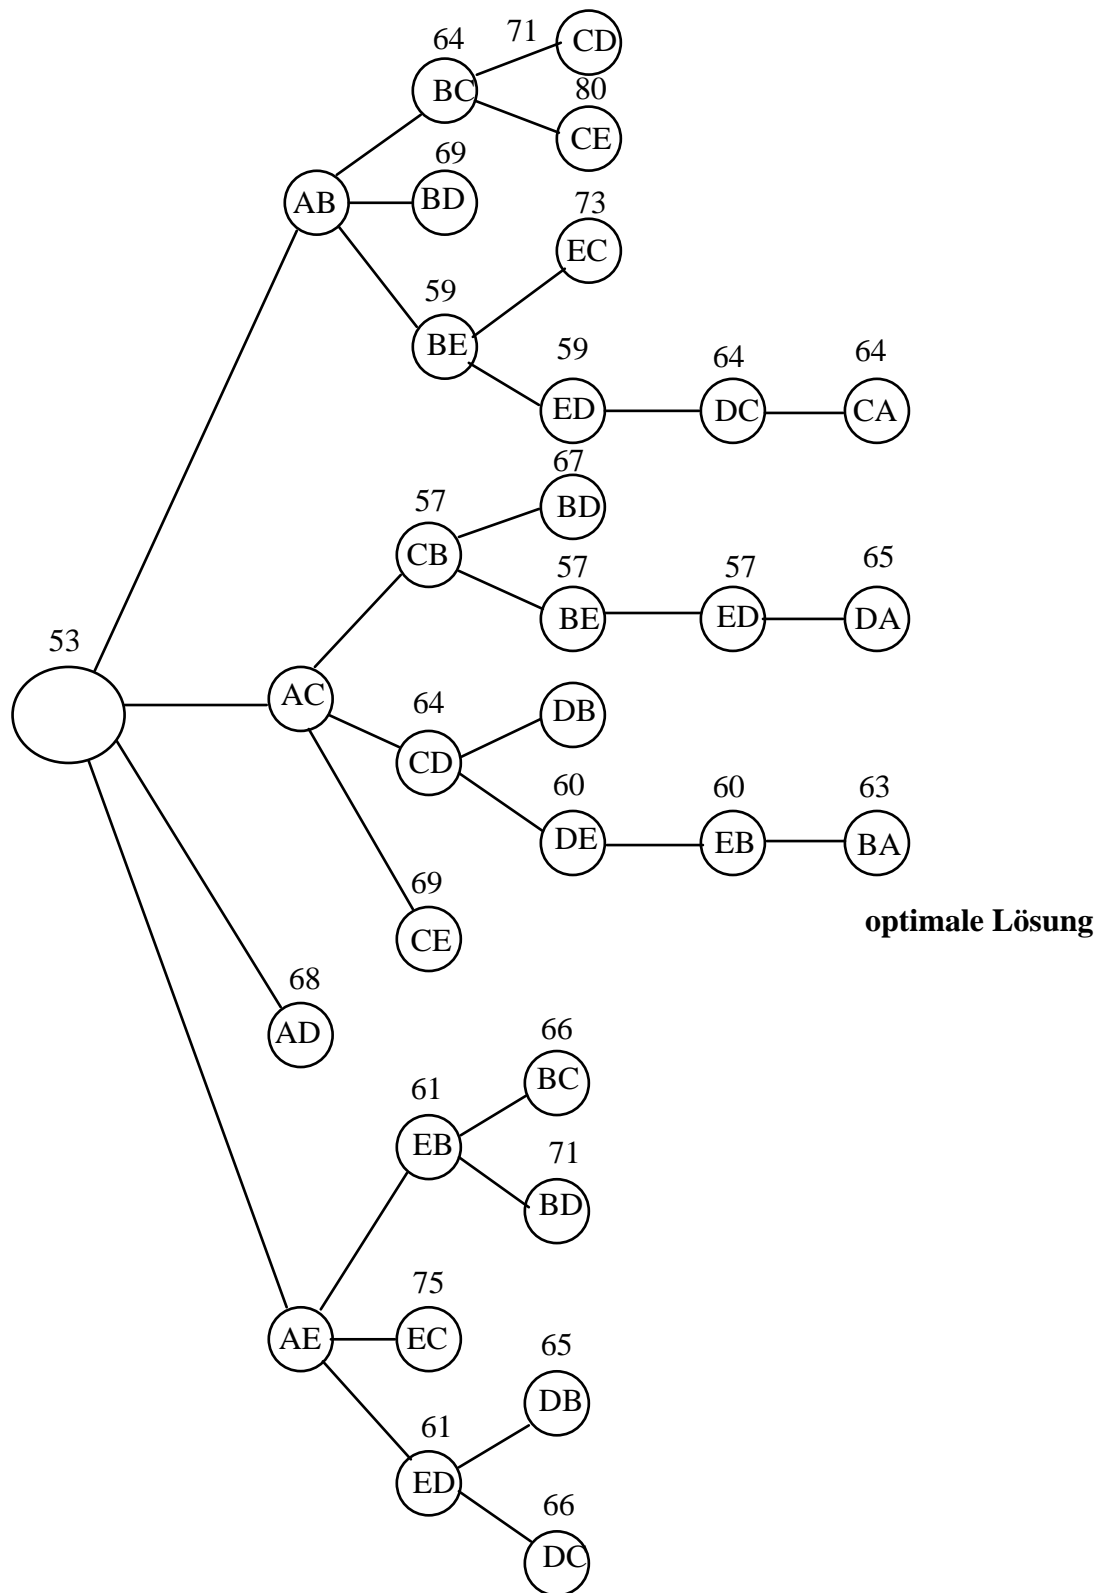 64 71 CD
BC 80
CE
69
AB BD 73
EC
59
BE 59 64 64
ED DC CA
67
57 BD
CB 57 57 65
BE ED DA
53
AC 64 DB
CD 60 60 63
DE EB BA
69 optimale Lösung
CE
68
AD 66
61 BC
EB 71
BD
75
AE EC 65
DB
61
ED 66
DC